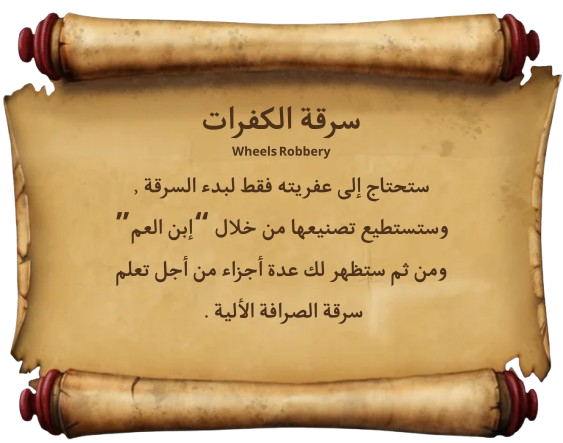 سرقة الكفرات
Wheels Robbery
ستحتاج إلى عفريته فقط لبدء السرقة ,
وستستطيع تصنيعها من خلال “إبن العم”
ومن ثم ستظهر لك عدة أجزاء من أجل تعلم
سرقة الصرافة الألية .